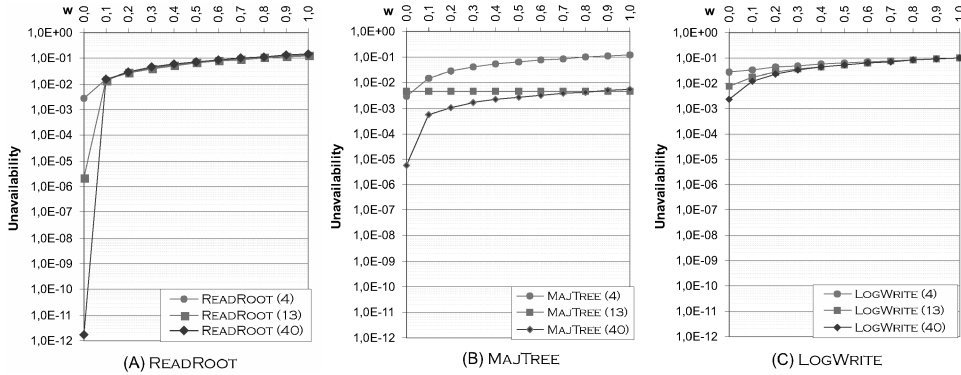 w 0,0 0,1 0,2 0,3 0,4 0,5 0,6 0,7 0,8 0,9 1,0
1,0E+00
1,0E-01
1,0E-02
1,0E-03
1,0E-04
1,0E-05
1,0E-06
1,0E-07
1,0E-08
1,0E-09
1,0E-10
1,0E-11
1,0E-12
Unavailability
READROOT (4)
READROOT (13)
READROOT (40)
(A) READROOT
w 0,0 0,1 0,2 0,3 0,4 0,5 0,6 0,7 0,8 0,9 1,0
1,0E+00
1,0E-01
1,0E-02
1,0E-03
1,0E-04
1,0E-05
1,0E-06
1,0E-07
1,0E-08
1,0E-09
1,0E-10
1,0E-11
1,0E-12
Unavailability
MAJTREE (4)
MAJTREE (13)
MAJTREE (40)
(B) MAJTREE
w 0,0 0,1 0,2 0,3 0,4 0,5 0,6 0,7 0,8 0,9 1,0
1,0E+00
1,0E-01
1,0E-02
1,0E-03
1,0E-04
1,0E-05
1,0E-06
1,0E-07
1,0E-08
1,0E-09
1,0E-10
1,0E-11
1,0E-12
Unavailability
LOGWRITE (4)
LOGWRITE (13)
LOGWRITE (40)
(C) LOGWRITE